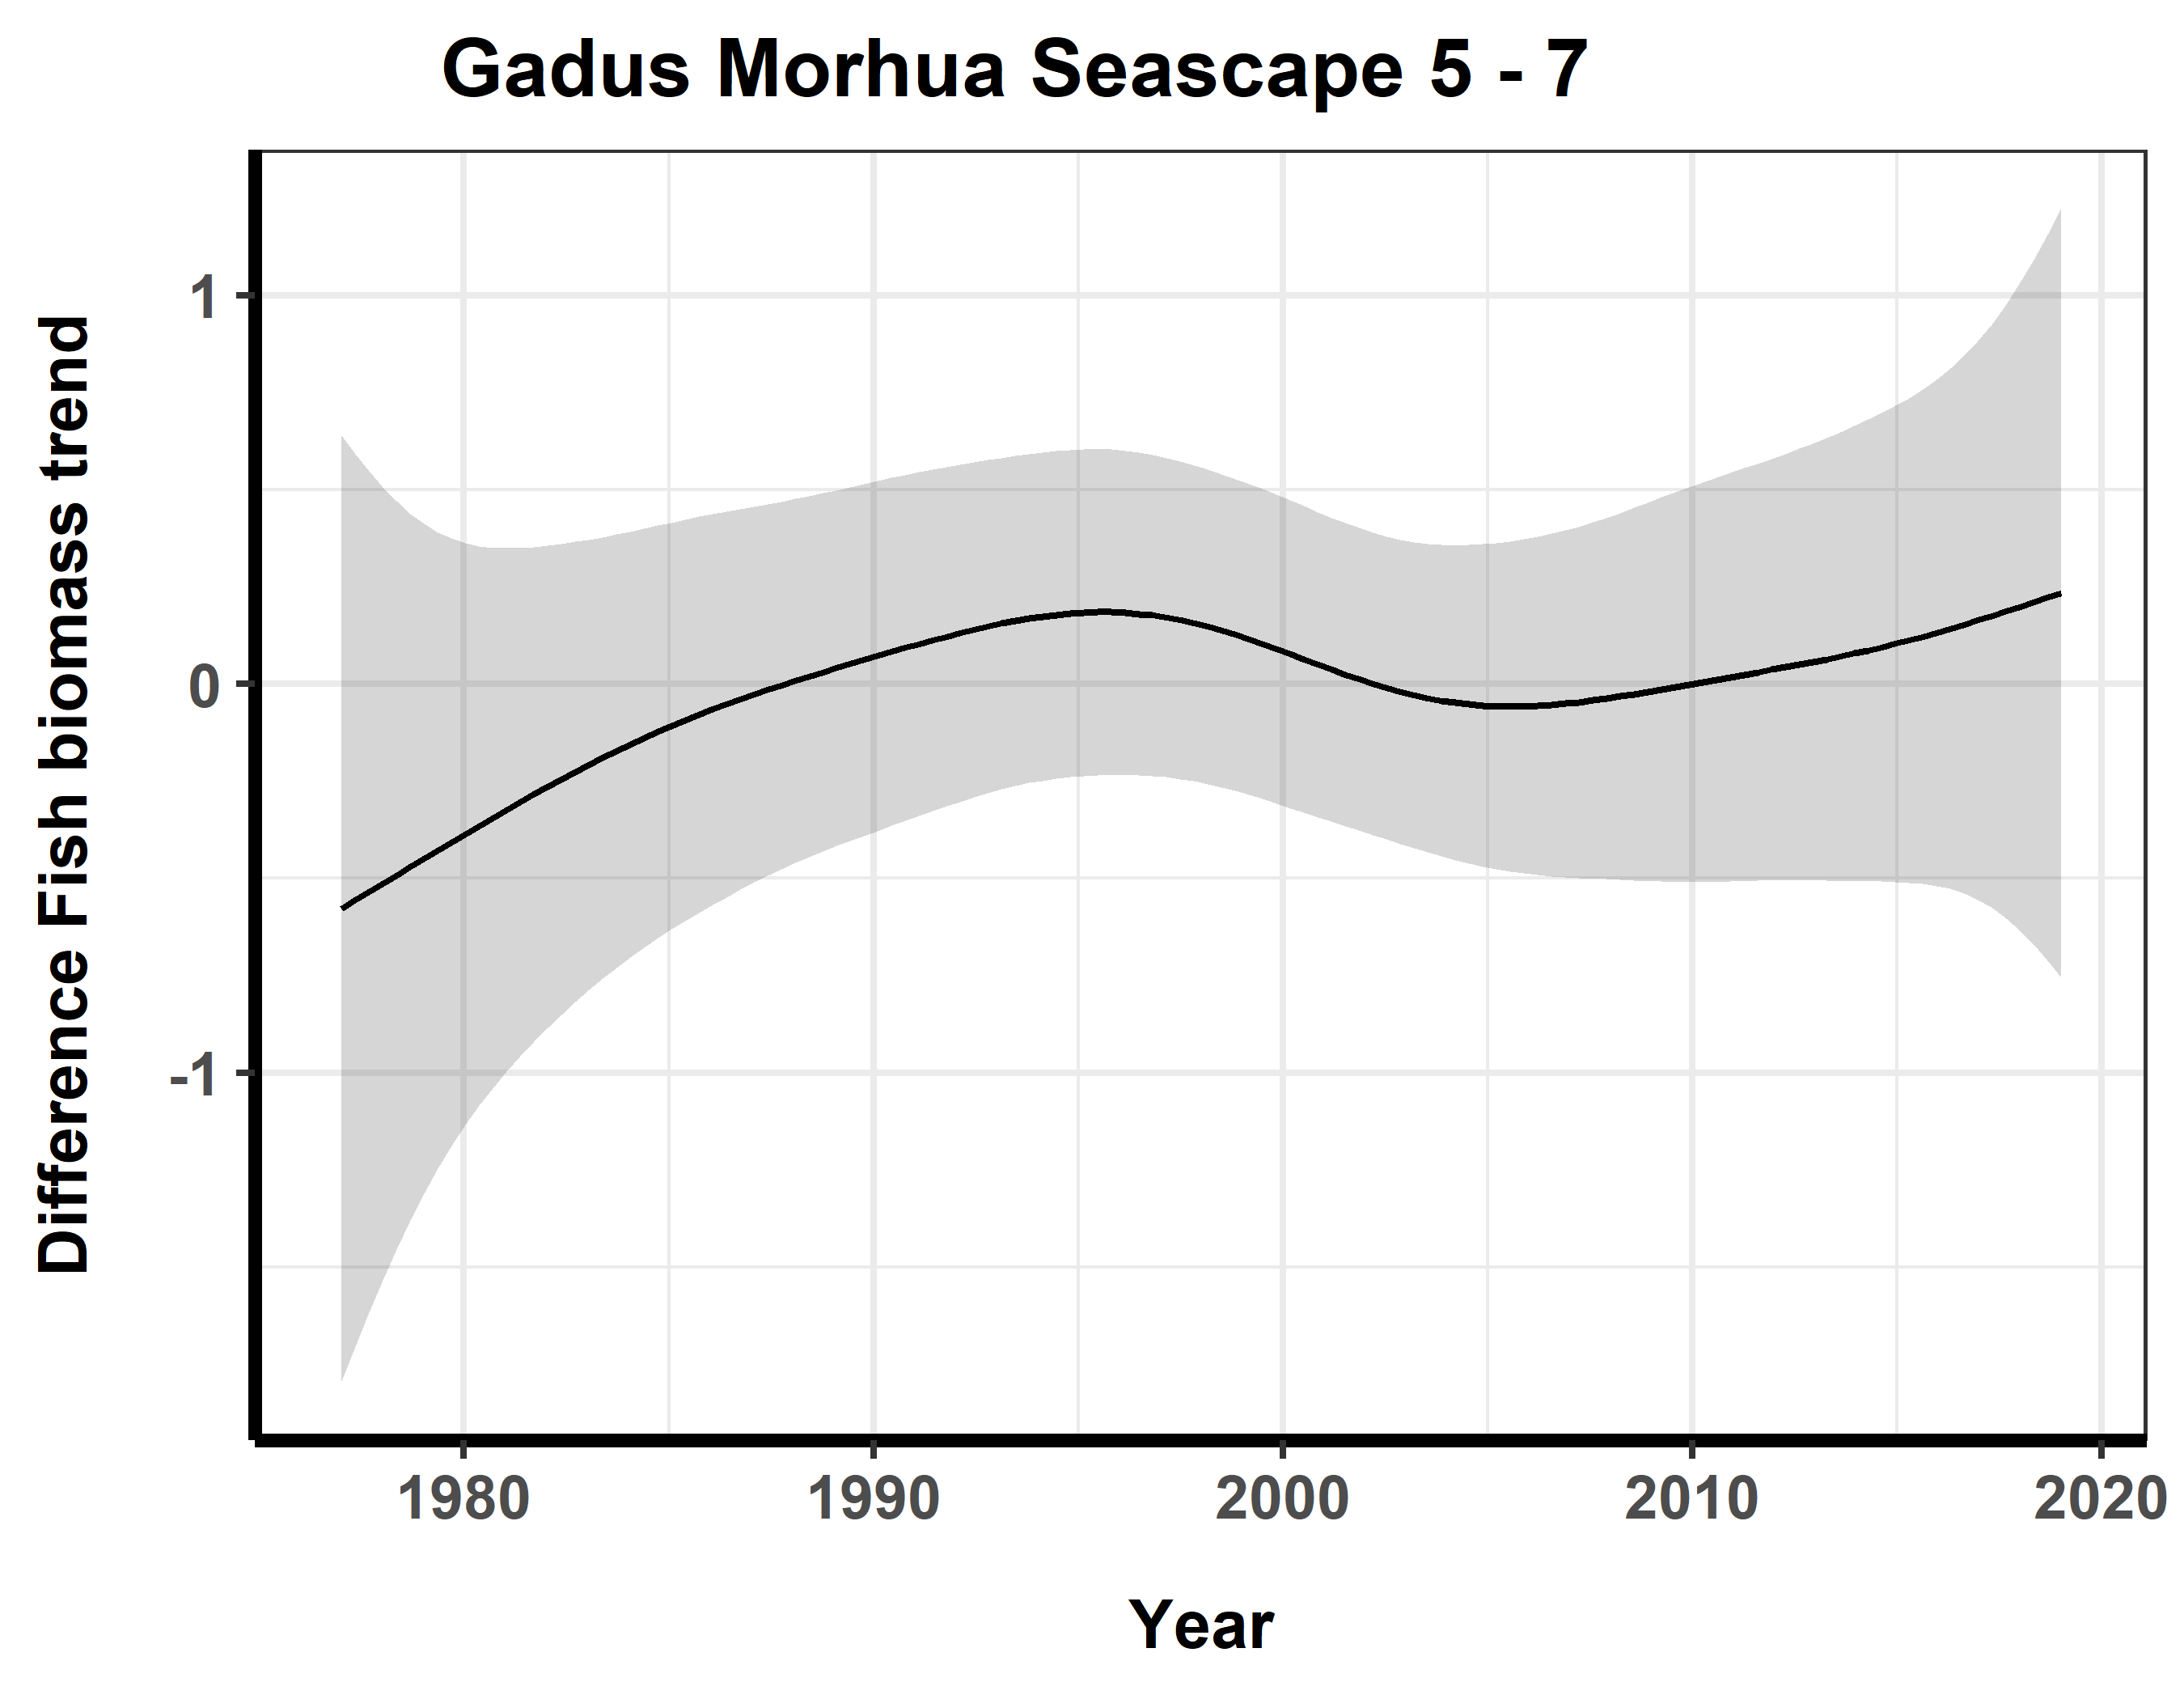 Gadus Morhua Seascape 5 - 7
Difference Fish biomass trend
1
0
-1
1980 1990 2000 2010 2020
Year